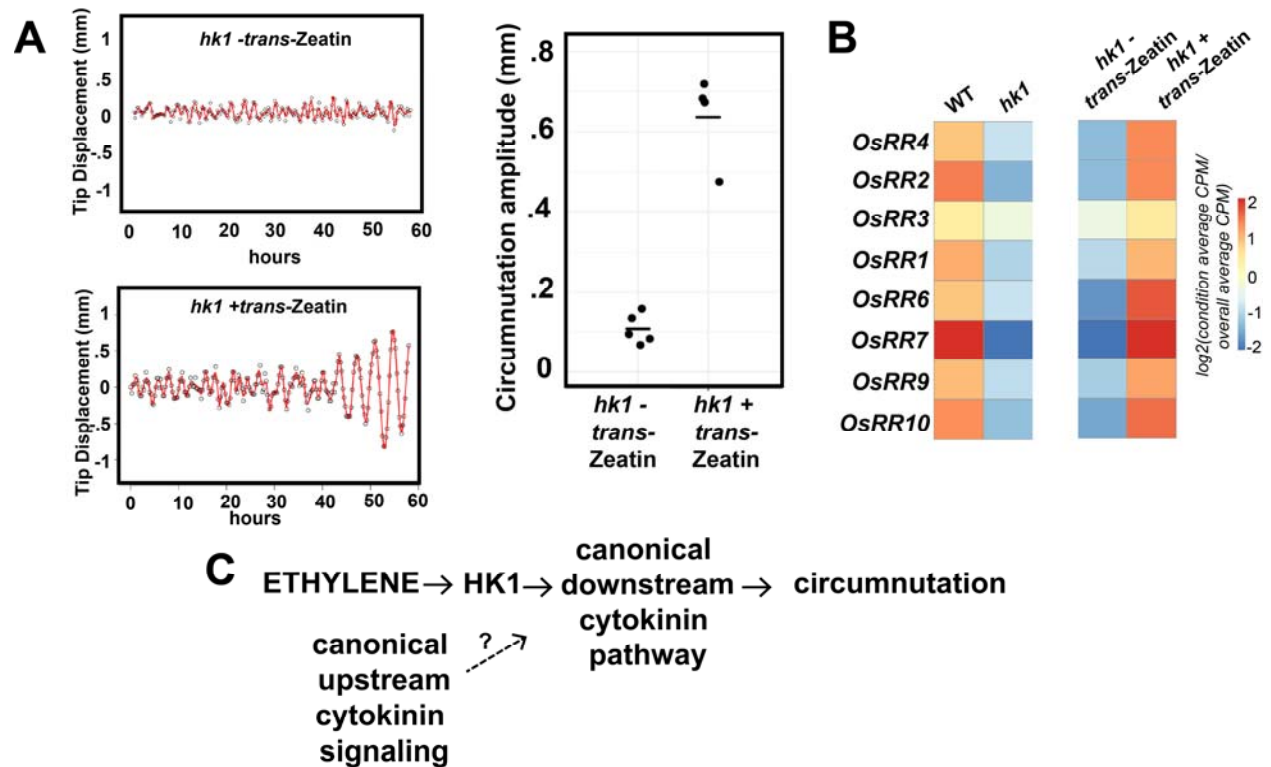 A
Tip Displacement (mm)
hk1 -trans-Zeatin
1
.5
0
-.5
-1
0 10 20 30 40 50 60
hours
Tip Displacement (mm)
hk1 +trans-Zeatin
1
.5
0
-.5
-1
0 10 20 30 40 50 60
hours
Circumnutation amplitude (mm)
.8
.6
.4
.2
0
hk1 -
trans-
Zeatin
hk1 +
trans-
Zeatin
B
WT
hk1
hk1 -
trans-Zeatin
hk1 +
trans-Zeatin
OsRR4
OsRR2
OsRR3
OsRR1
OsRR6
OsRR7
OsRR9
OsRR10
2
1
0
-1
-2
log2(condition average CPM/
overall average CPM)
C
ETHYLENE → HK1 → canonical
downstream
cytokinin
pathway → circumnutation
canonical
upstream
cytokinin
signaling
?